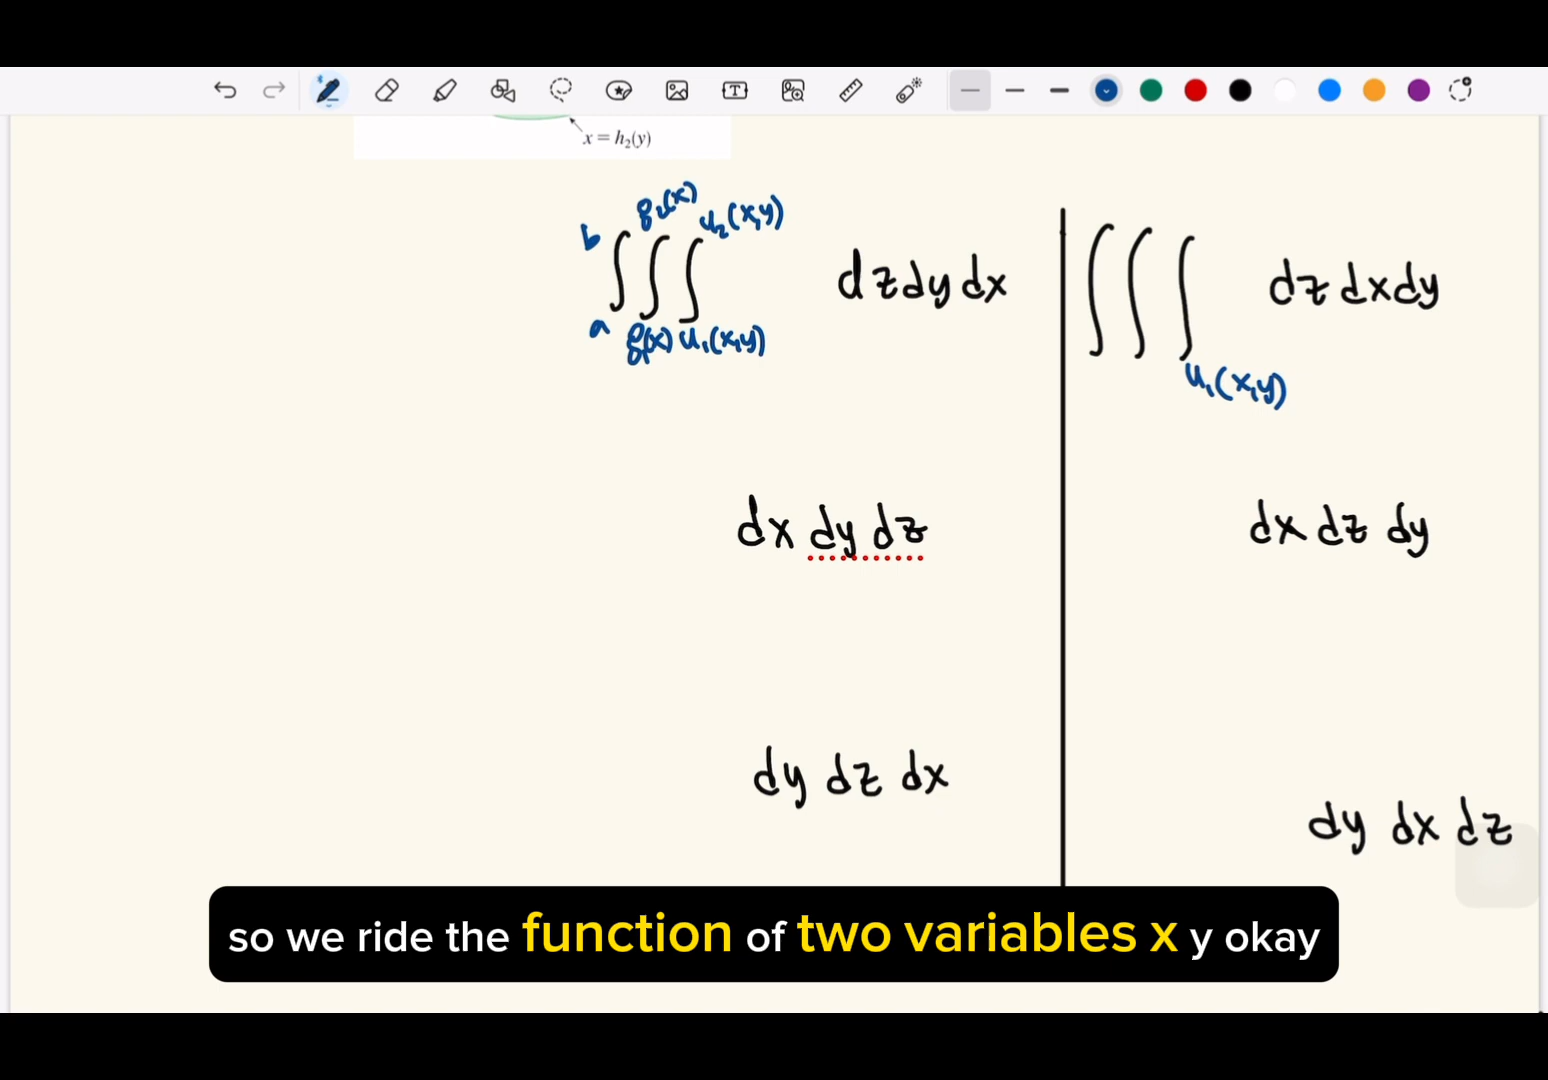 x = h₂(y)
b g₂(x) u₂(x,y)
∫∫∫ dz dy dx
a g₁(x) u₁(x,y)
∫∫∫ dz dx dy
u₁(x,y)
dx dy dz
dx dz dy
dy dz dx
dy dx dz
so we ride the function of two variables x y okay